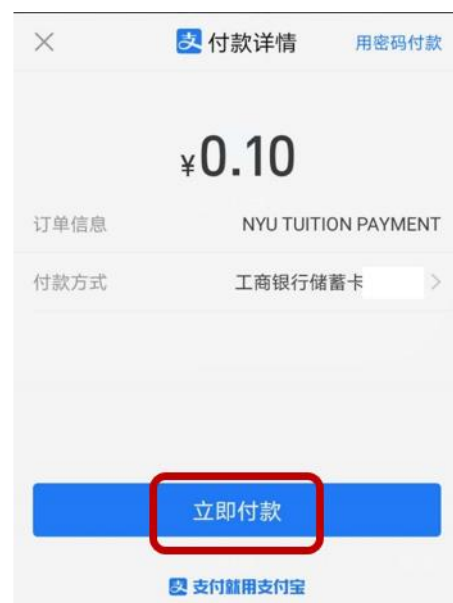 付款详情 用密码付款
¥0.10
订单信息 NYU TUITION PAYMENT
付款方式 工商银行储蓄卡
立即付款
支付就用支付宝